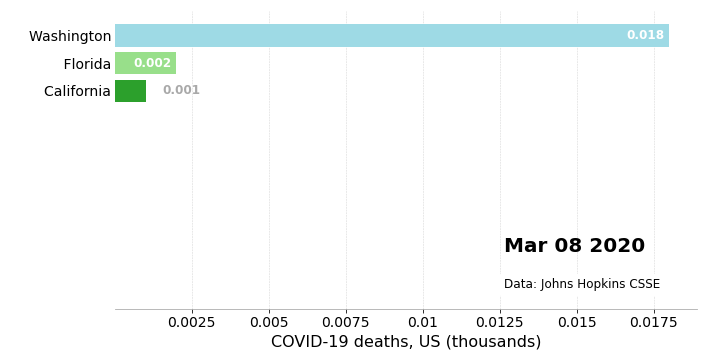 Washington 0.018
Florida 0.002
California 0.001
Mar 08 2020
Data: Johns Hopkins CSSE
0.0025 0.005 0.0075 0.01 0.0125 0.015 0.0175
COVID-19 deaths, US (thousands)